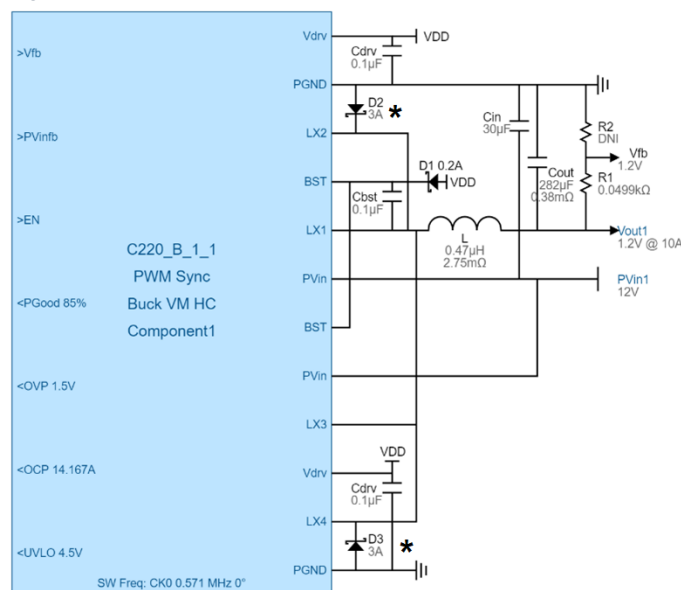 Vdrv
VDD
Cdrv
0.1µF
>Vfb
PGND
D2
3A
*
Cin
30µF
R2
DNI
>PVinfb
LX2
Vfb
1.2V
D1 0.2A
BST
VDD
Cout
282µF
0.38mΩ
R1
0.0499kΩ
Cbst
0.1µF
>EN
LX1
L
0.47µH
2.75mΩ
Vout1
1.2V @ 10A
C220_B_1_1
PWM Sync
Buck VM HC
Component1
PVin
PVin1
12V
<PGood 85%
BST
PVin
<OVP 1.5V
LX3
VDD
<OCP 14.167A
Vdrv
Cdrv
0.1µF
LX4
D3
3A
*
<UVLO 4.5V
PGND
SW Freq: CK0 0.571 MHz 0°